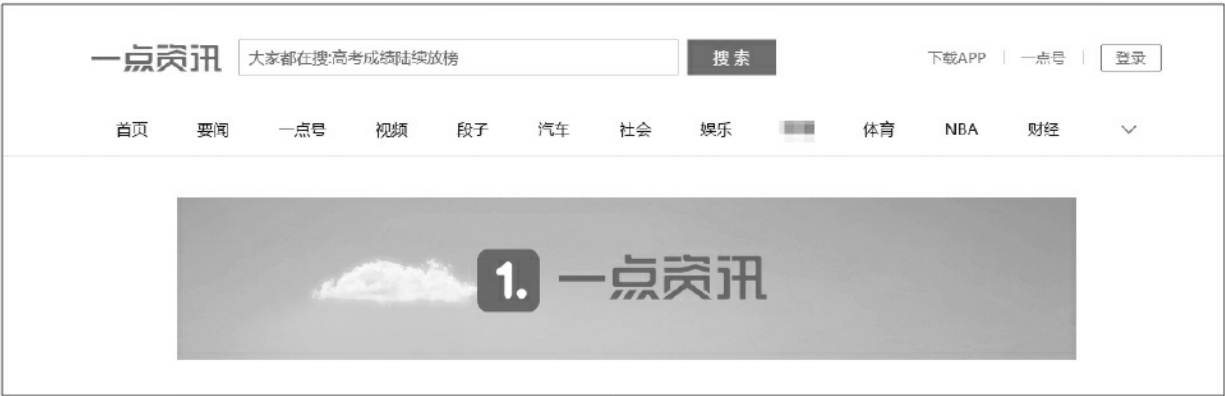 一点资讯 大家都在搜:高考成绩陆续放榜 搜索 下载APP | 一点号 | 登录
首页 要闻 一点号 视频 段子 汽车 社会 娱乐 体育 NBA 财经
1. 一点资讯